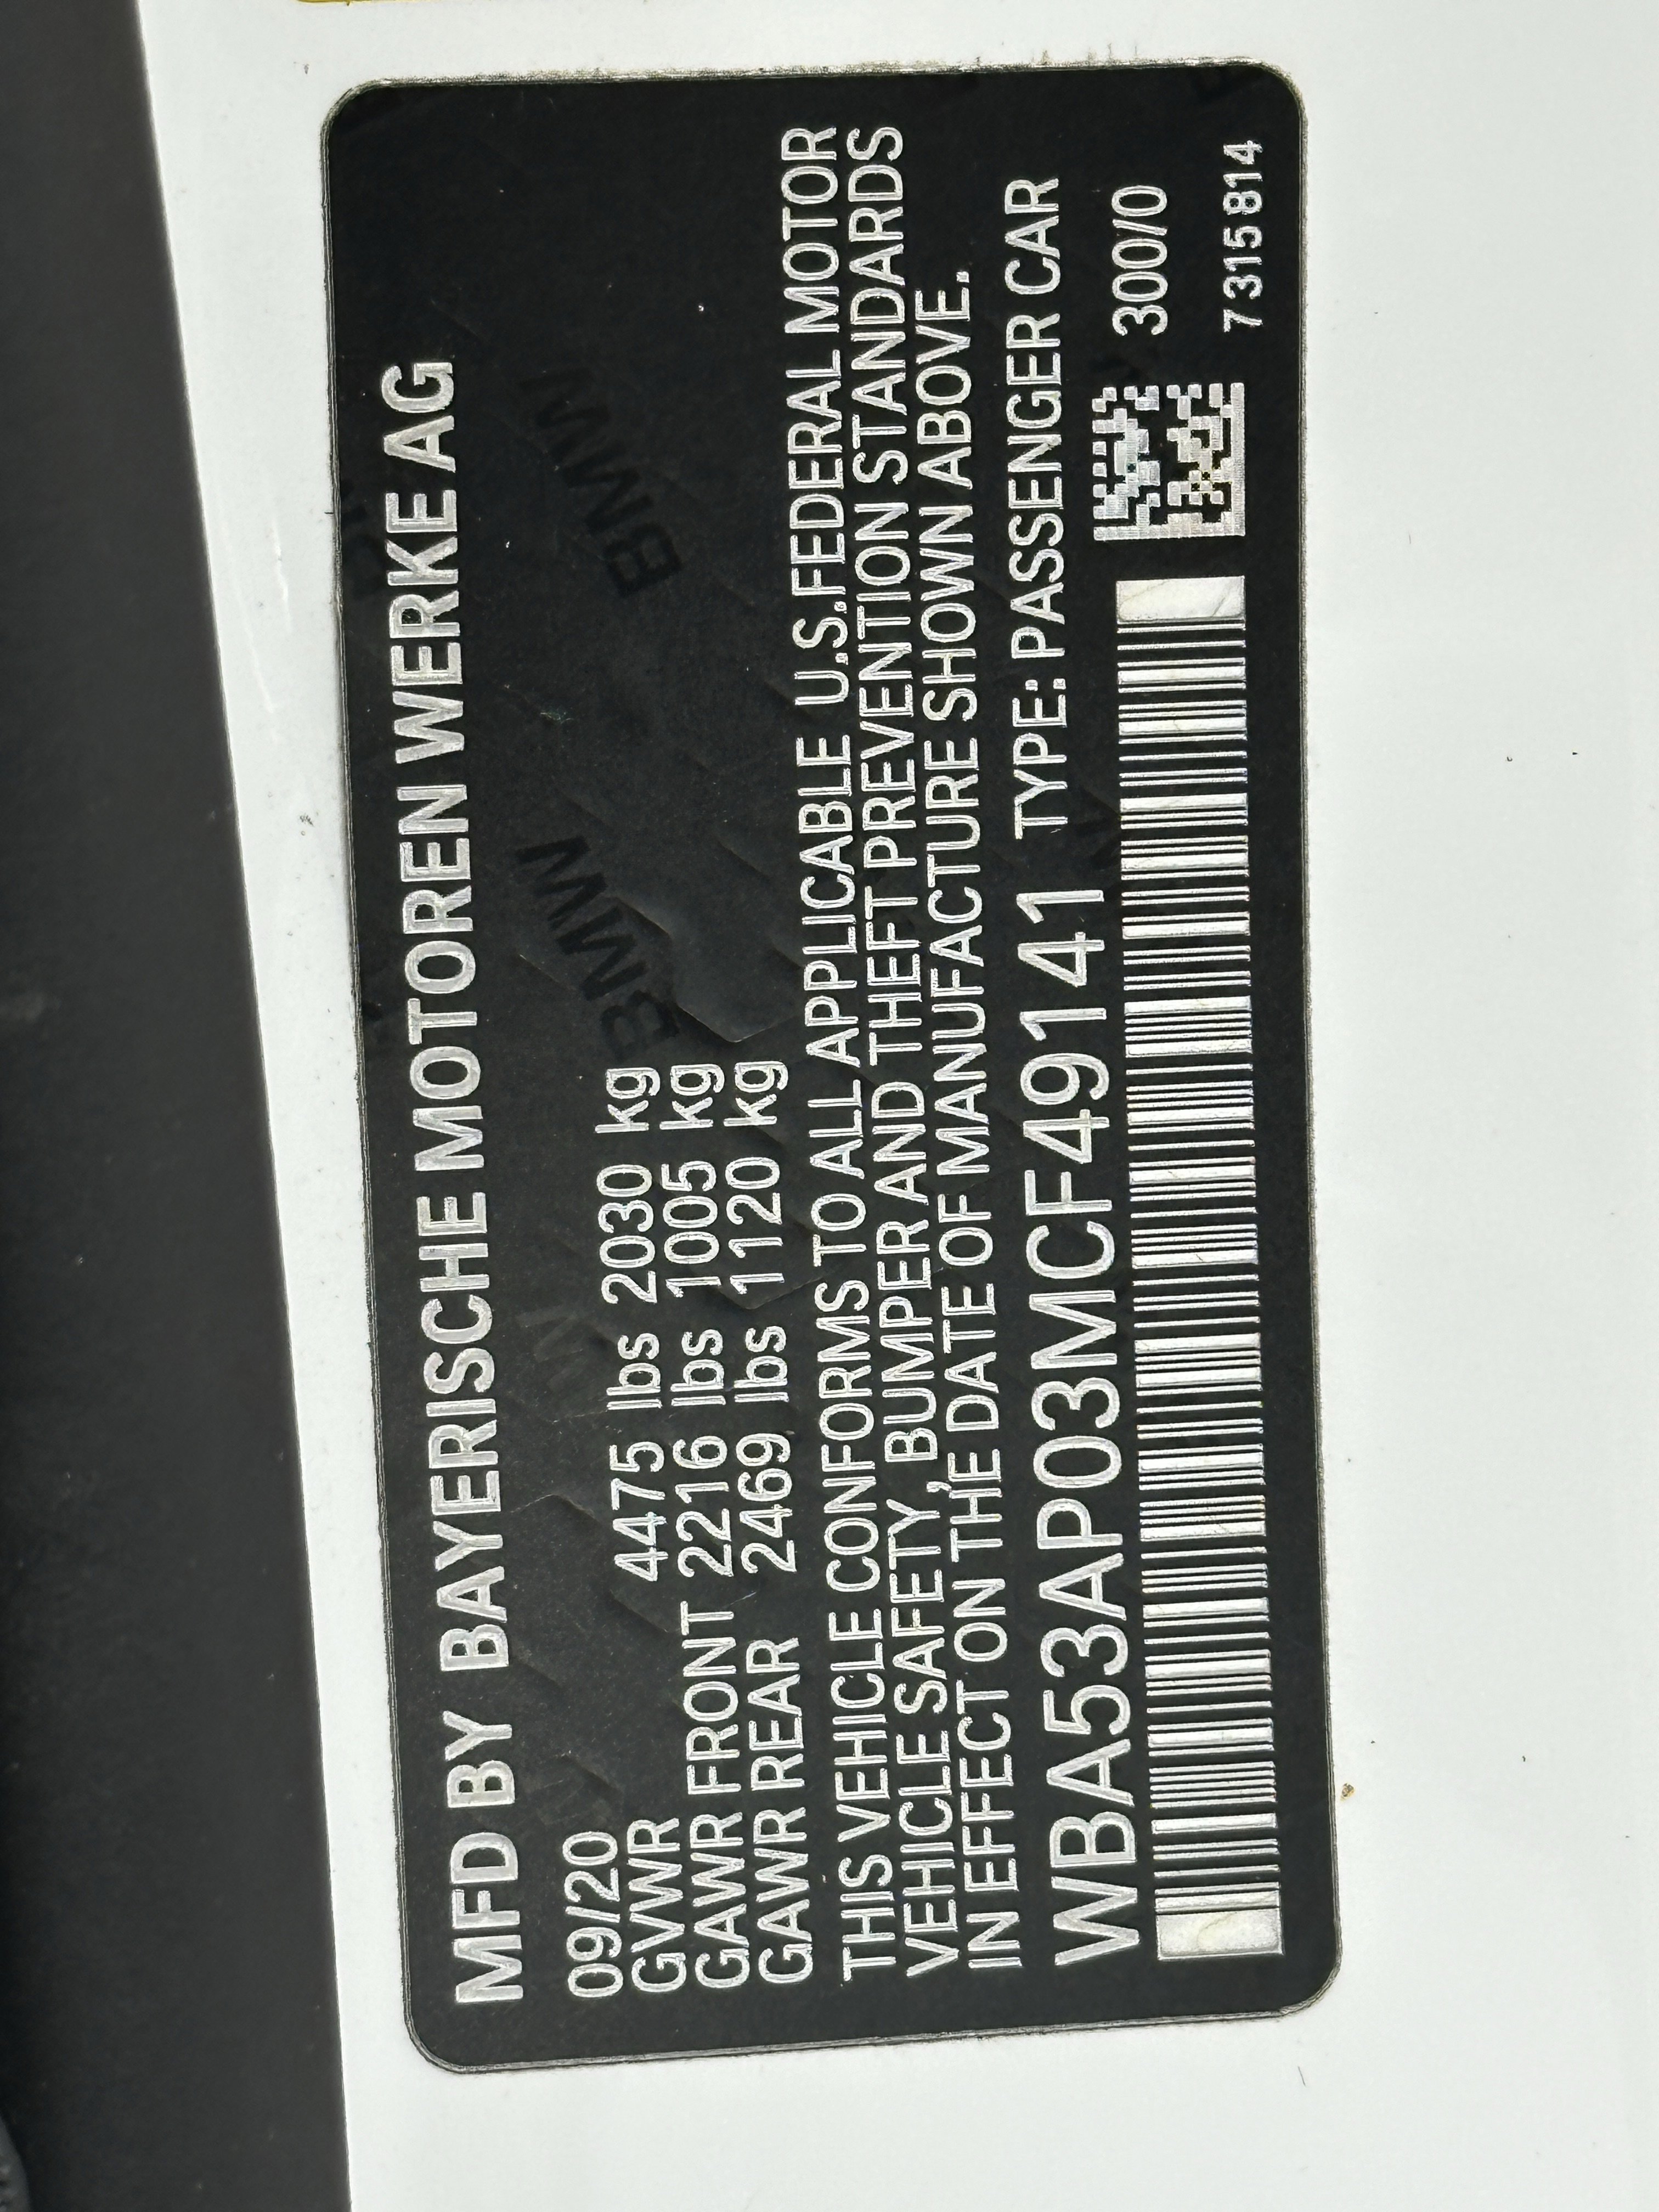 MFD BY BAYERISCHE MOTOREN WERKE AG
BMW BMW
09/20
GVWR 4475 lbs 2030 kg
GAWR FRONT 2216 lbs 1005 kg
GAWR REAR 2469 lbs 1120 kg
THIS VEHICLE CONFORMS TO ALL APPLICABLE U.S.FEDERAL MOTOR
VEHICLE SAFETY, BUMPER AND THEFT PREVENTION STANDARDS
IN EFFECT ON THE DATE OF MANUFACTURE SHOWN ABOVE.
WBA53AP03MCF49141 TYPE: PASSENGER CAR
300/0
7315814